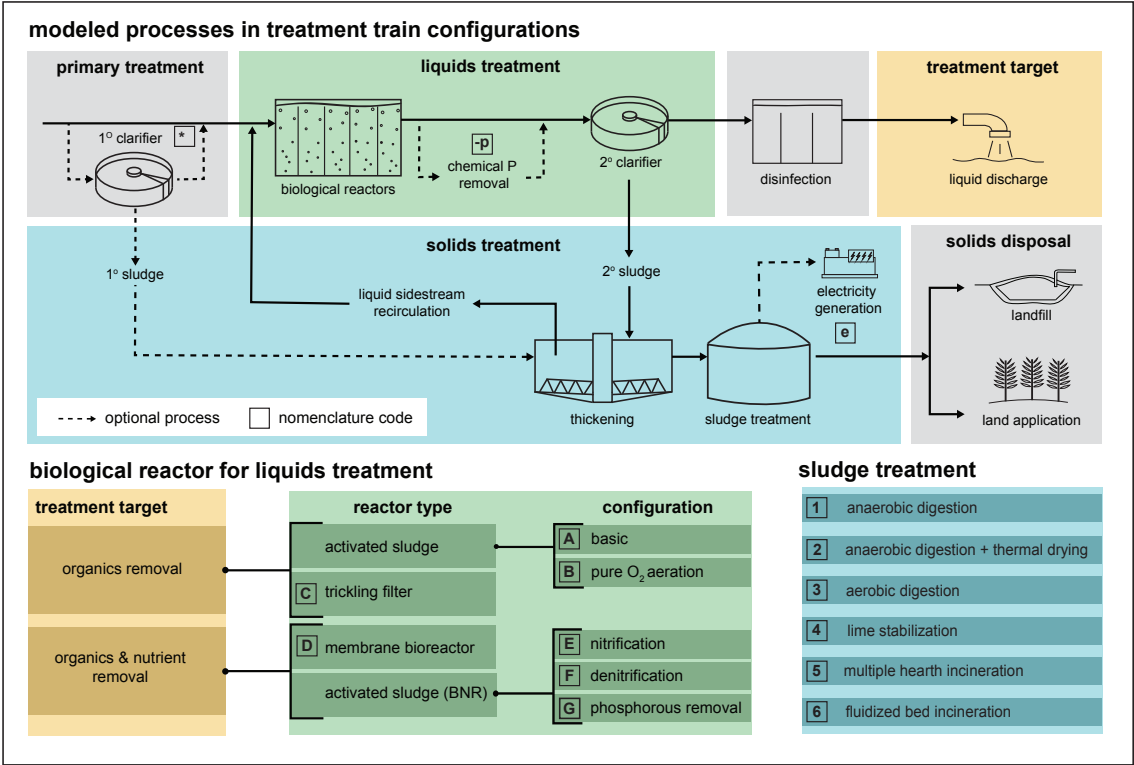 modeled processes in treatment train configurations
primary treatment
liquids treatment
treatment target
1º clarifier
*
biological reactors
-p
chemical P
removal
2º clarifier
disinfection
liquid discharge
solids treatment
solids disposal
1º sludge
liquid sidestream
recirculation
2º sludge
electricity
generation
e
landfill
thickening
sludge treatment
land application
optional process
nomenclature code
biological reactor for liquids treatment
treatment target
reactor type
configuration
organics removal
activated sludge
A basic
B pure O₂ aeration
C trickling filter
organics & nutrient
removal
D membrane bioreactor
activated sludge (BNR)
E nitrification
F denitrification
G phosphorous removal
sludge treatment
1 anaerobic digestion
2 anaerobic digestion + thermal drying
3 aerobic digestion
4 lime stabilization
5 multiple hearth incineration
6 fluidized bed incineration